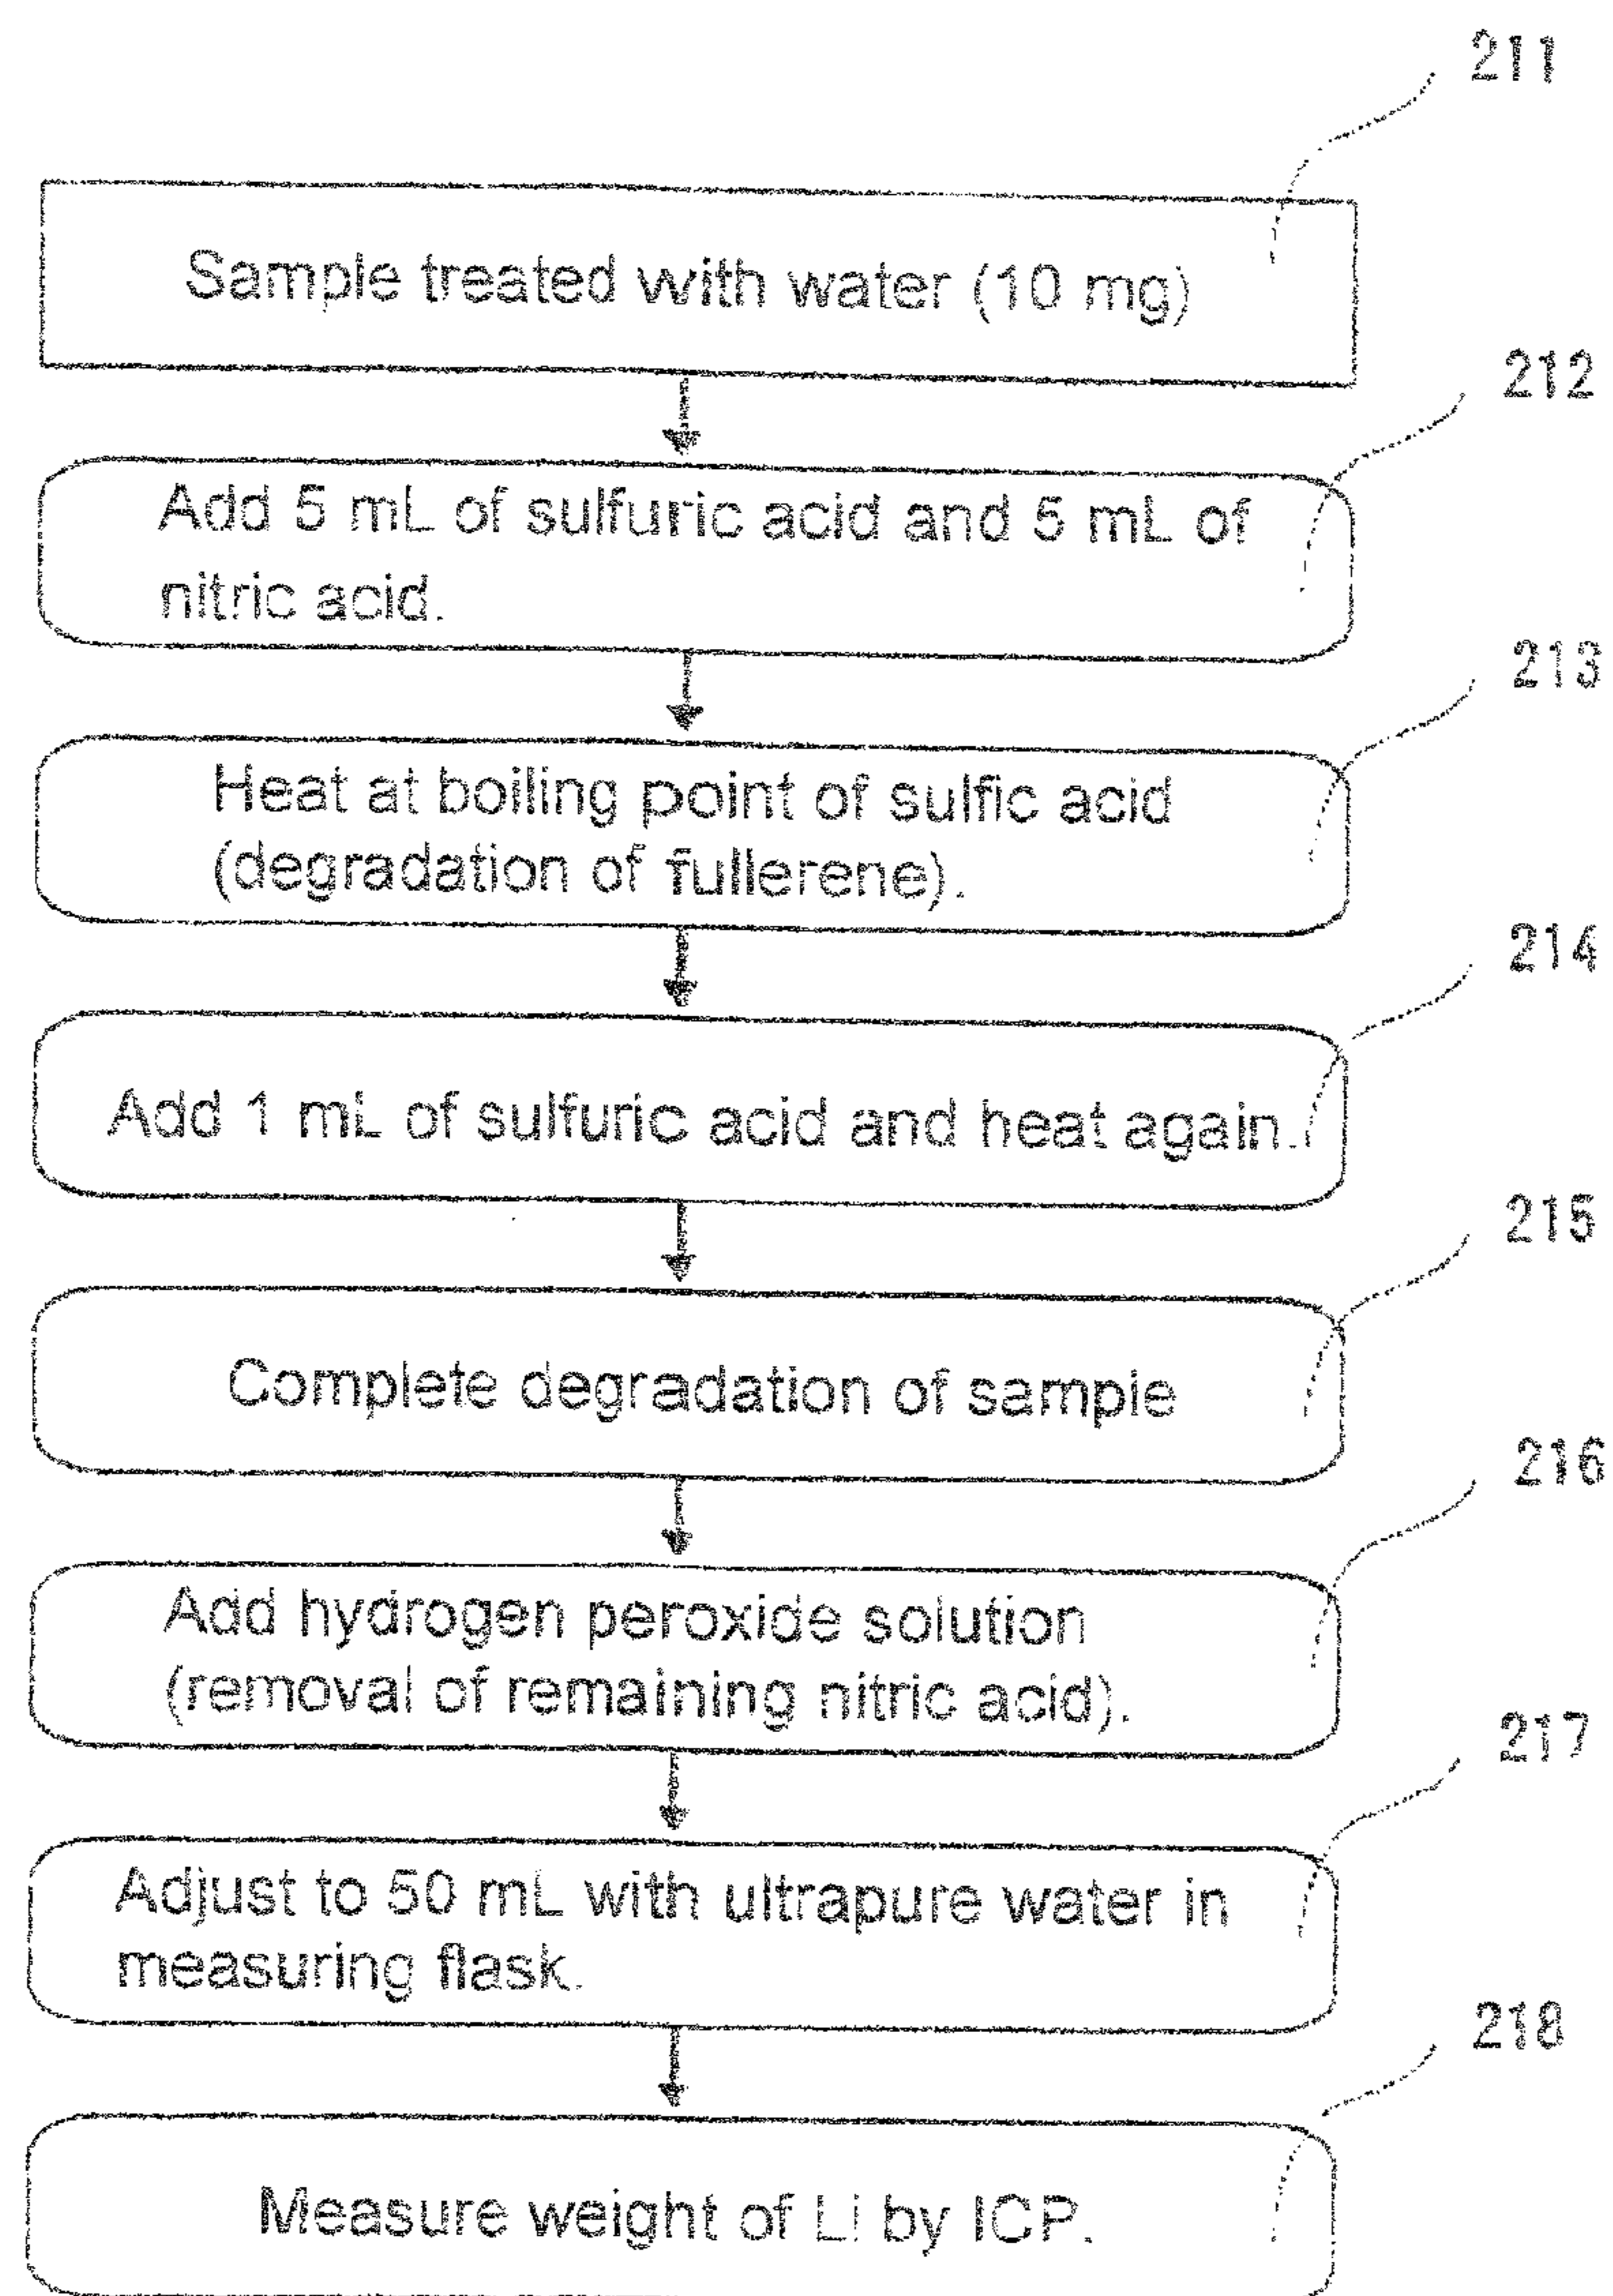 211
Sample treated with water (10 mg)
212
Add 5 mL of sulfuric acid and 5 mL of
nitric acid.
213
Heat at boiling point of sulfic acid
(degradation of fullerene).
214
Add 1 mL of sulfuric acid and heat again.
215
Complete degradation of sample
216
Add hydrogen peroxide solution
(removal of remaining nitric acid).
217
Adjust to 50 mL with ultrapure water in
measuring flask.
218
Measure weight of Li by ICP.